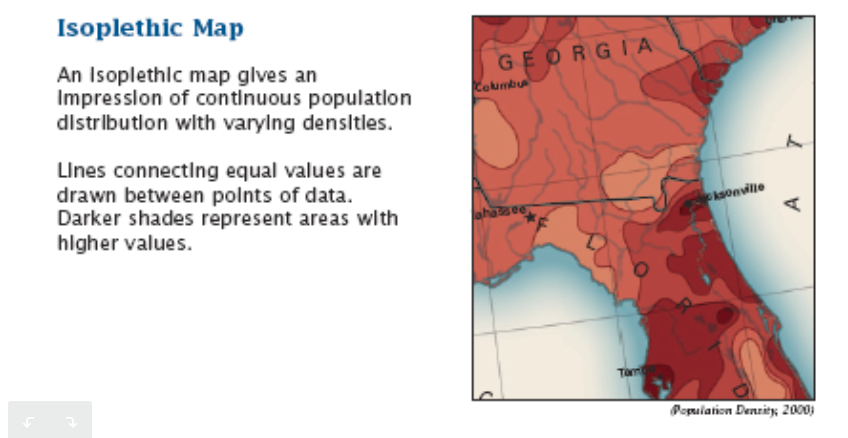 Isoplethic Map
An isoplethic map gives an
impression of continuous population
distribution with varying densities.
Lines connecting equal values are
drawn between points of data.
Darker shades represent areas with
higher values.
GEORGIA
Columbus
ahassee
cksonville
FLORID
Tampa
A T
(Population Density, 2000)